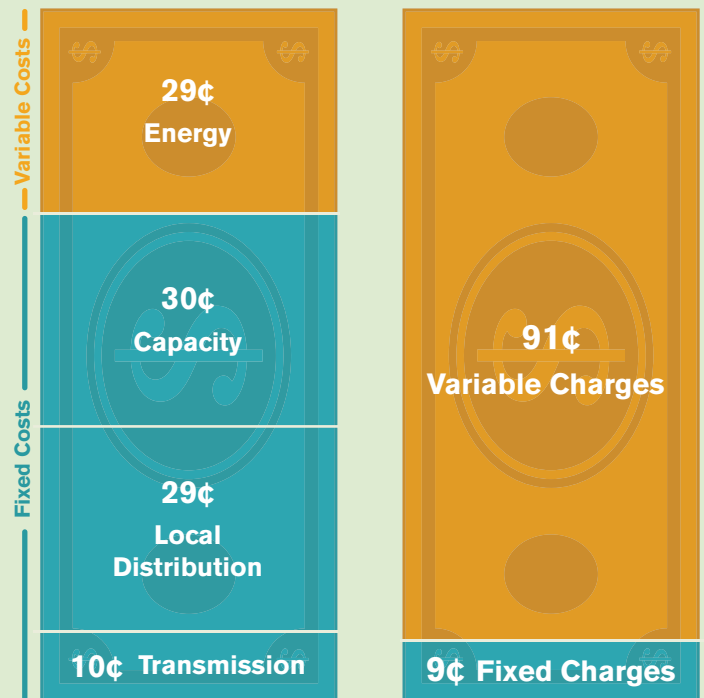 Variable Costs
Fixed Costs
29¢
Energy
30¢
Capacity
29¢
Local
Distribution
10¢ Transmission
91¢
Variable Charges
9¢ Fixed Charges